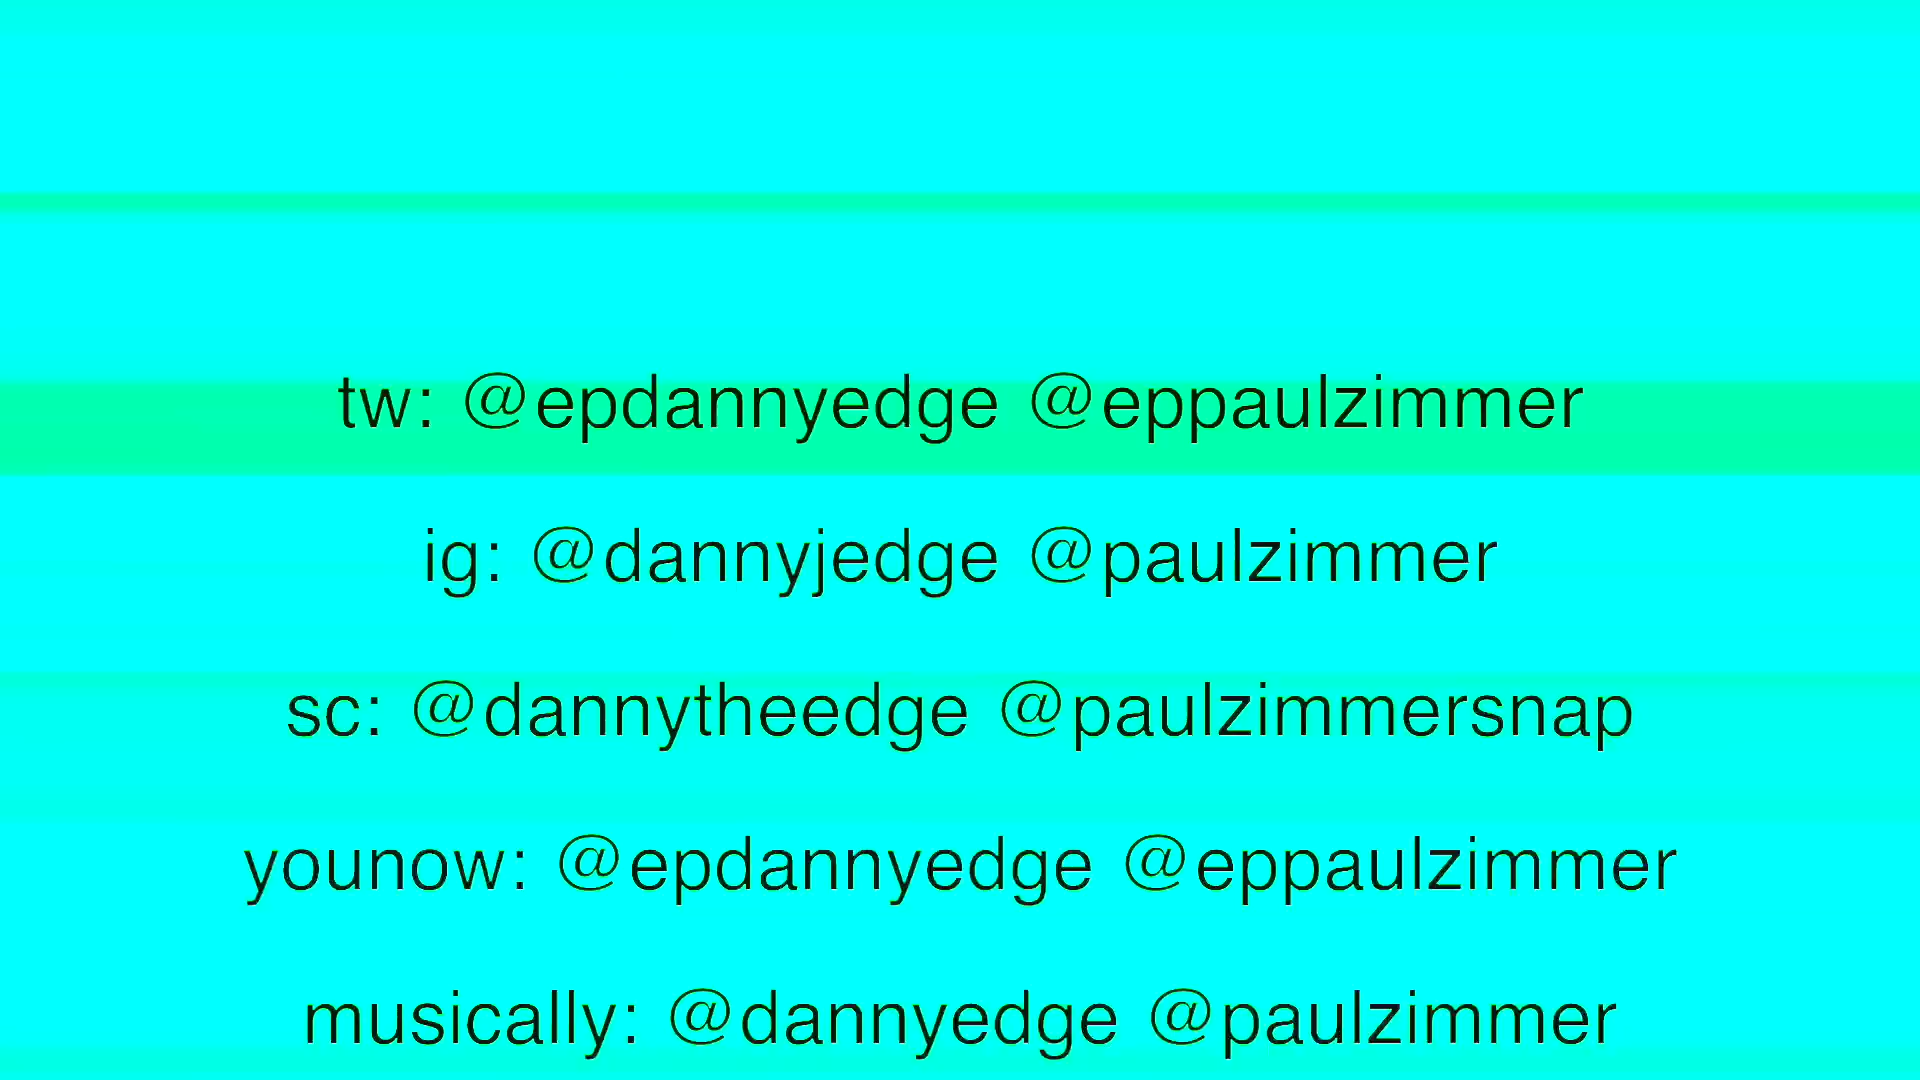 tw: @epdannyedge @eppaulzimmer
ig: @dannyjedge @paulzimmer
sc: @dannytheedge @paulzimmersnap
younow: @epdannyedge @eppaulzimmer
musically: @dannyedge @paulzimmer